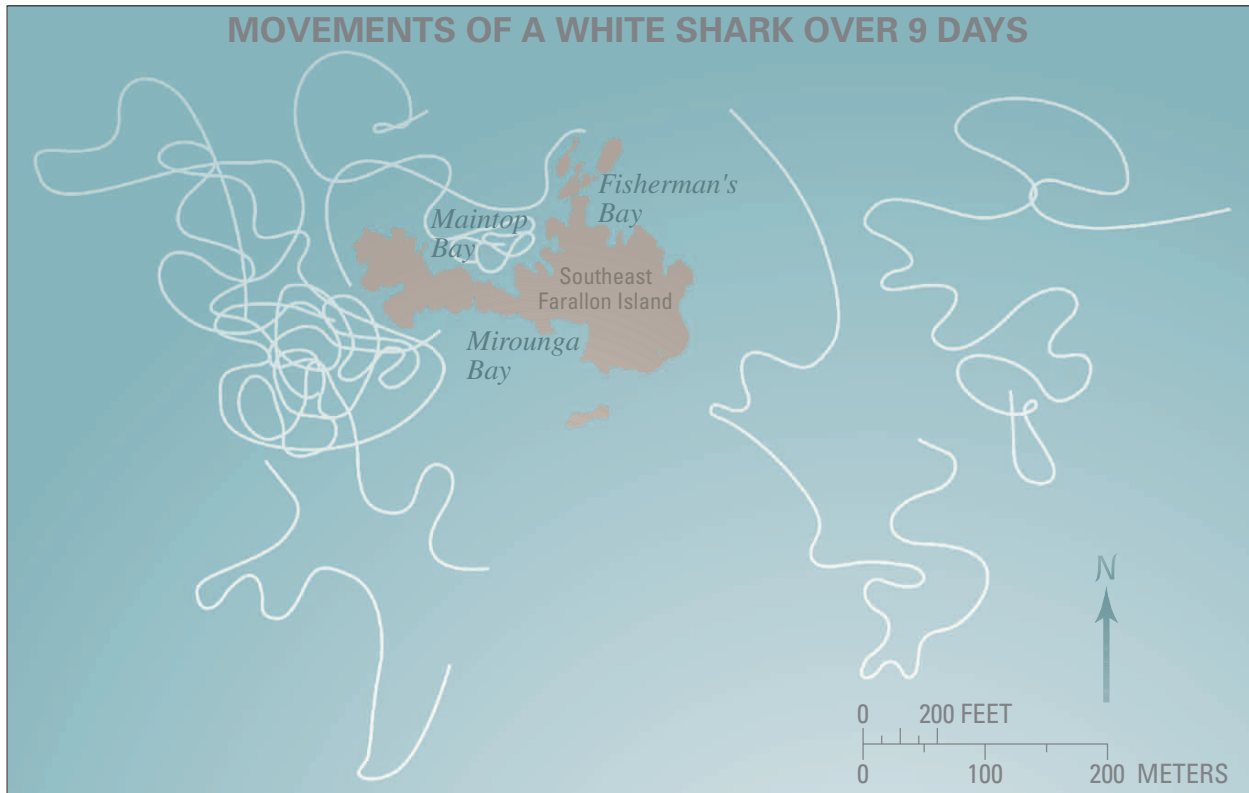 MOVEMENTS OF A WHITE SHARK OVER 9 DAYS
Fisherman's
Bay
Maintop
Bay
Southeast
Farallon Island
Mirounga
Bay
N
0 200 FEET
0 100 200 METERS